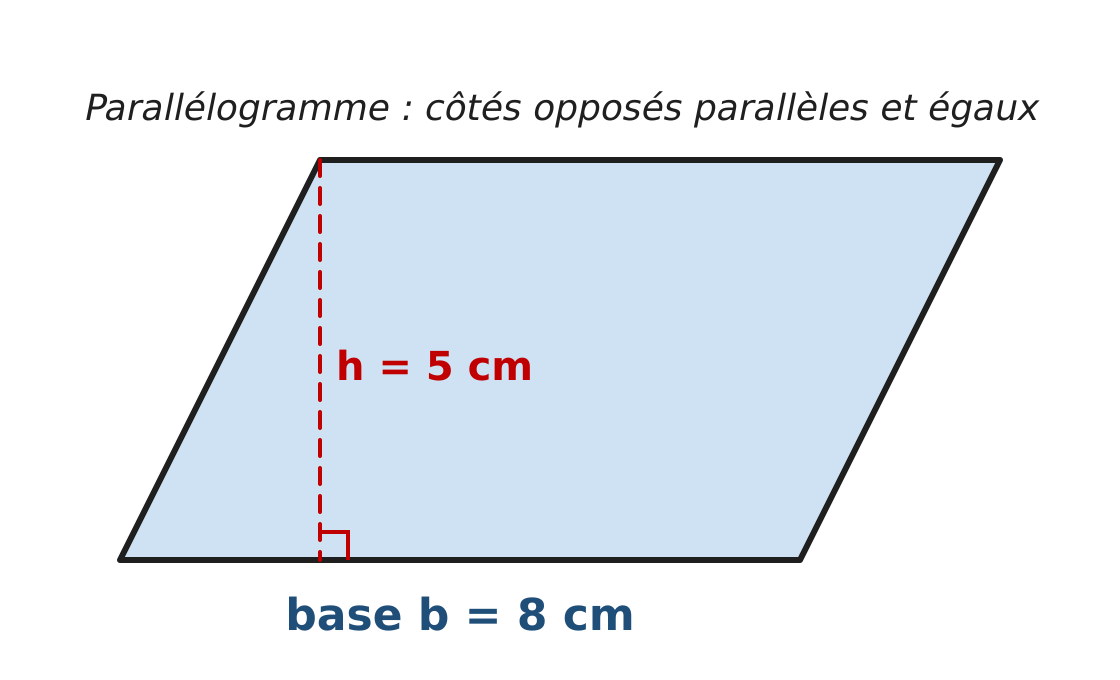 Parallélogramme : côtés opposés parallèles et égaux
h = 5 cm
base b = 8 cm